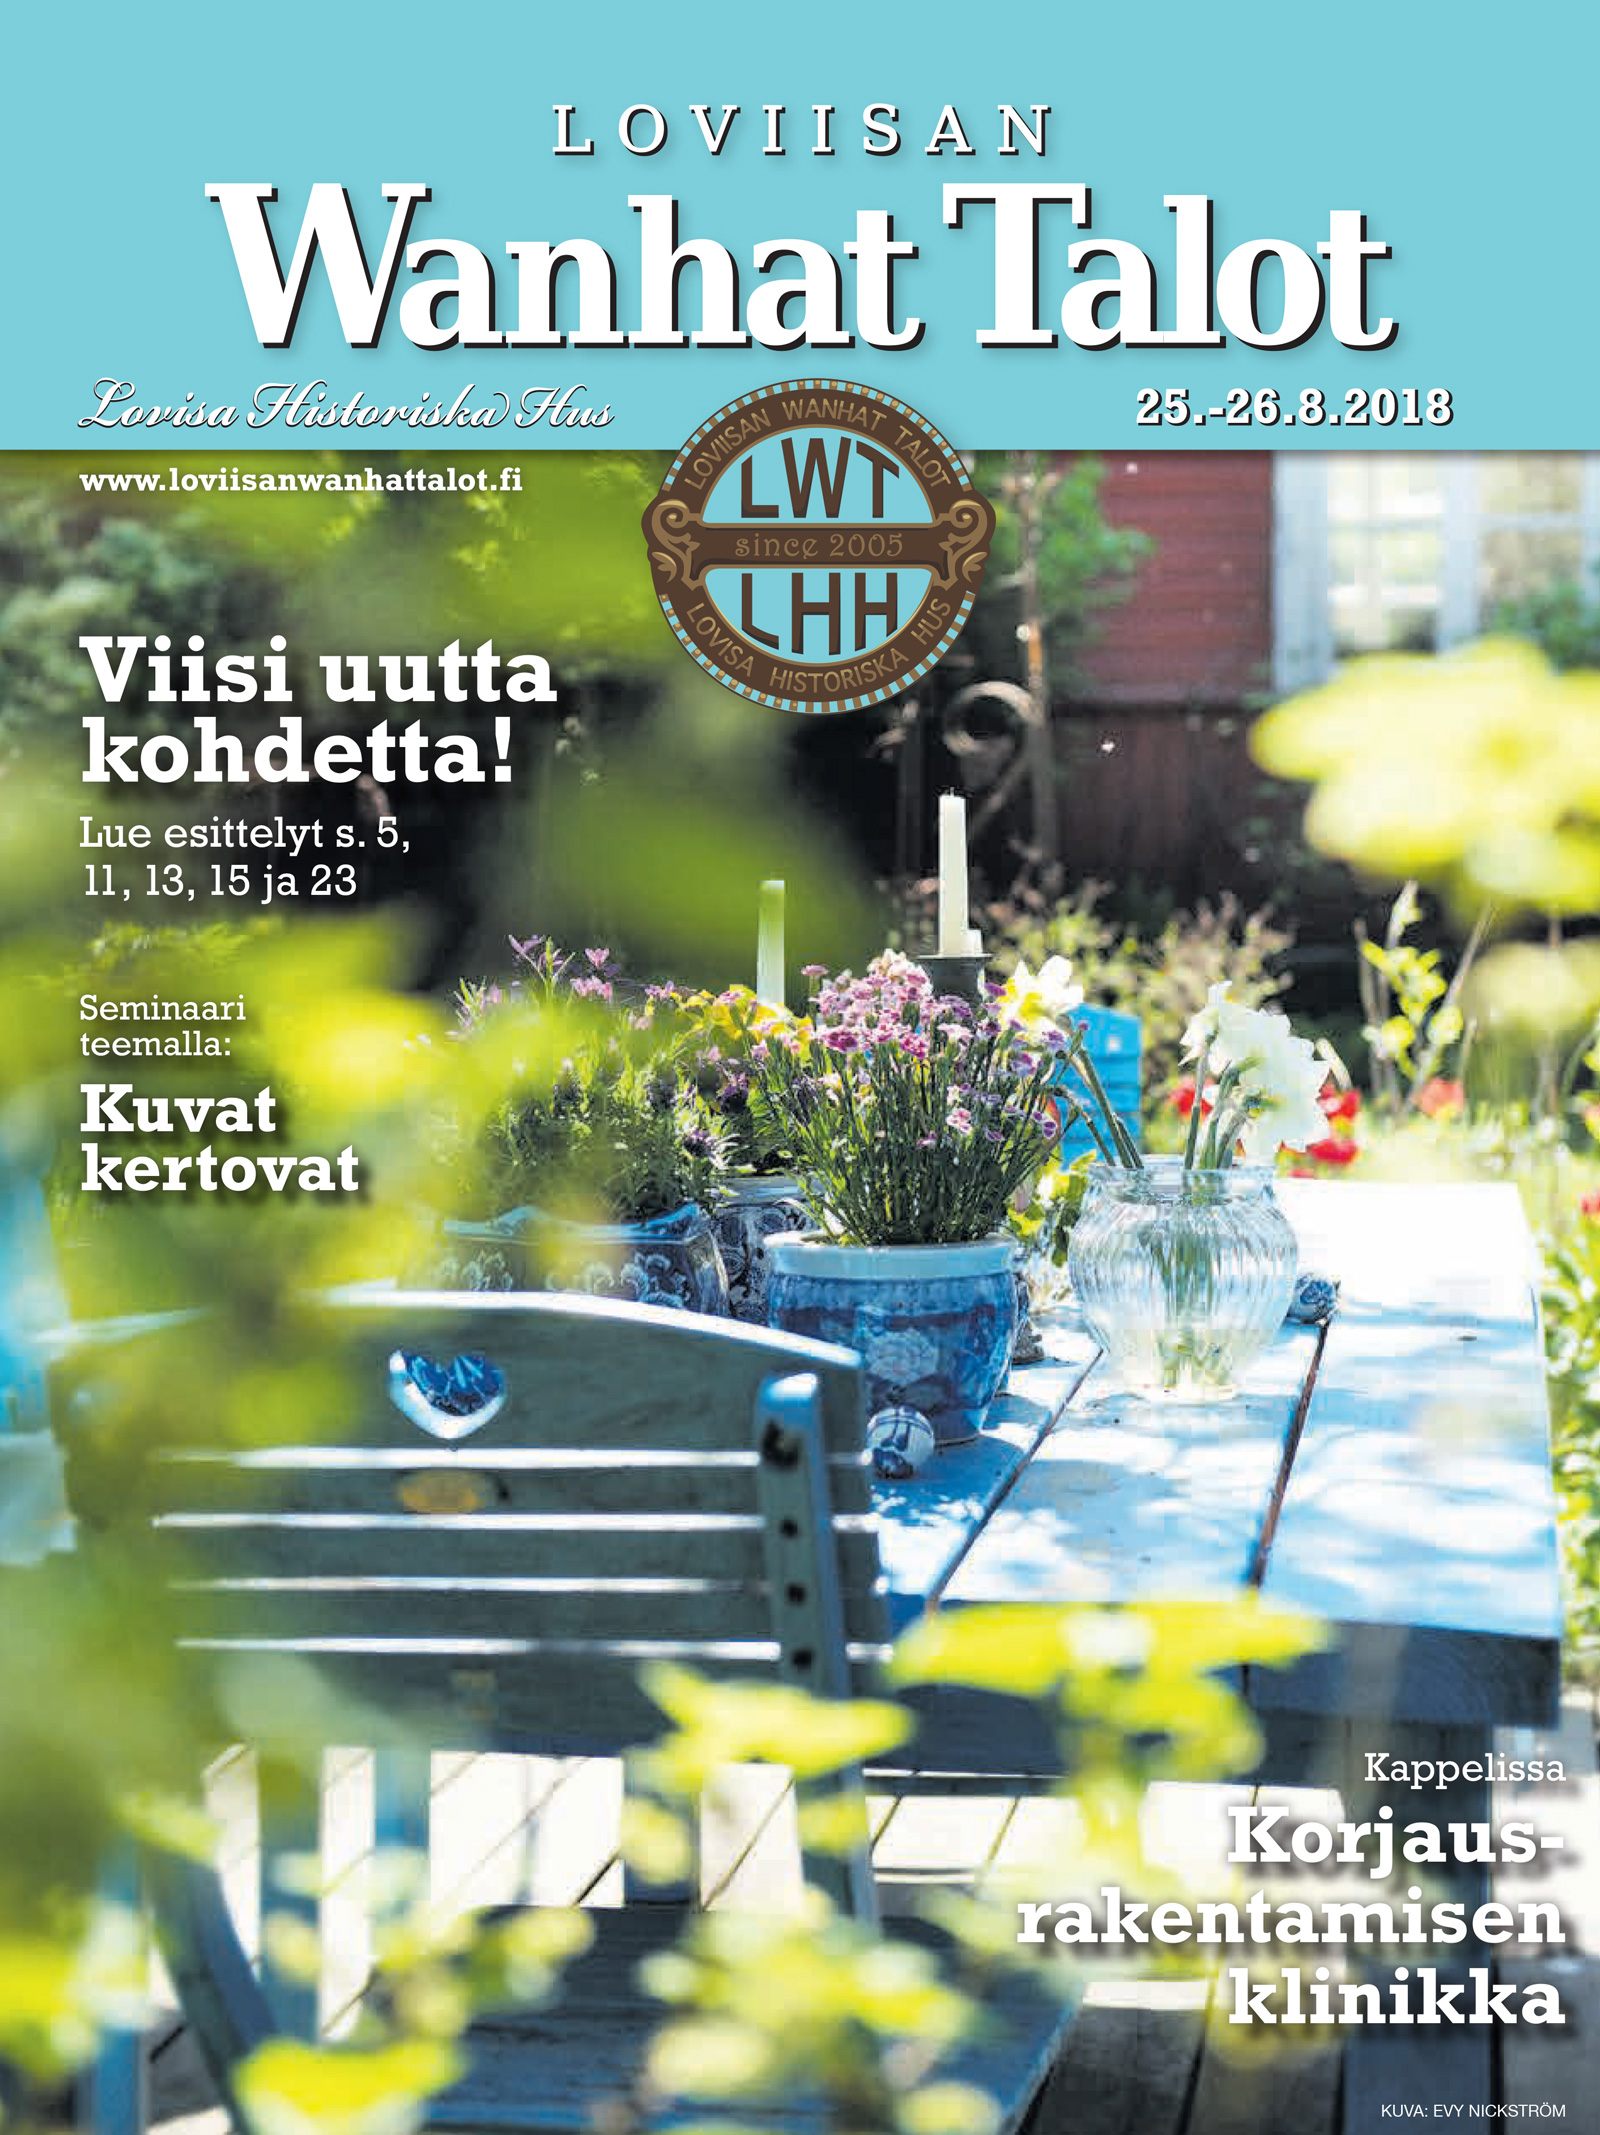 LOVIISAN
Wanhat Talot
Lovisa Historiska Hus
25.-26.8.2018
www.loviisanwanhattalot.fi
LOVIISAN WANHAT TALOT
LWT
since 2005
LHH
LOVISA HISTORISKA HUS
Viisi uutta
kohdetta!
Lue esittelyt s. 5,
11, 13, 15 ja 23
Seminaari
teemalla:
Kuvat
kertovat
Kappelissa
Korjaus-
rakentamisen
klinikka
KUVA: EVY NICKSTRÖM